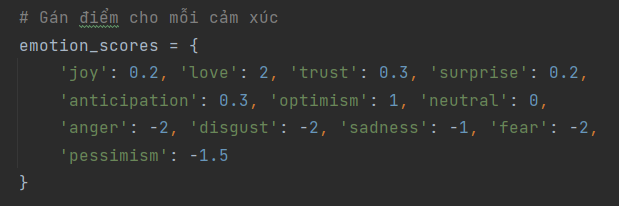 # Gán điểm cho mỗi cảm xúc
emotion_scores = {
    'joy': 0.2, 'love': 2, 'trust': 0.3, 'surprise': 0.2,
    'anticipation': 0.3, 'optimism': 1, 'neutral': 0,
    'anger': -2, 'disgust': -2, 'sadness': -1, 'fear': -2,
    'pessimism': -1.5
}